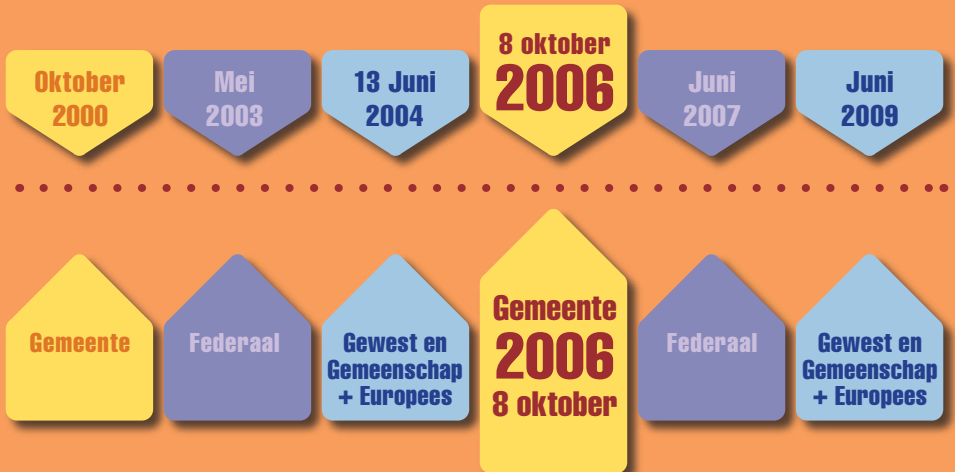 Oktober
2000
Mei
2003
13 Juni
2004
8 oktober
2006
Juni
2007
Juni
2009
Gemeente
Federaal
Gewest en
Gemeenschap
+ Europees
Gemeente
2006
8 oktober
Federaal
Gewest en
Gemeenschap
+ Europees